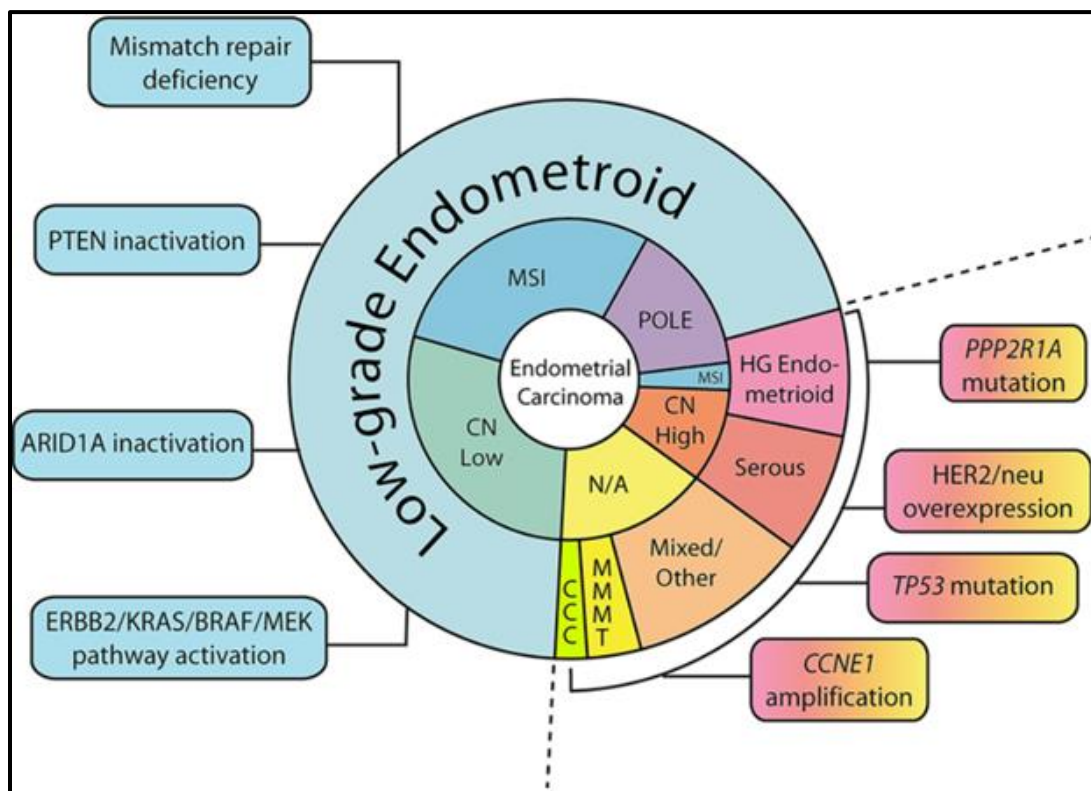 Mismatch repair
deficiency
PTEN inactivation
ARID1A inactivation
ERBB2/KRAS/BRAF/MEK
pathway activation
Low-grade Endometroid
MSI
POLE
MSI
CN
High
N/A
CN
Low
Endometrial
Carcinoma
HG Endo-
metrioid
Serous
Mixed/
Other
MMMT
CCC
PPP2R1A
mutation
HER2/neu
overexpression
TP53 mutation
CCNE1
amplification